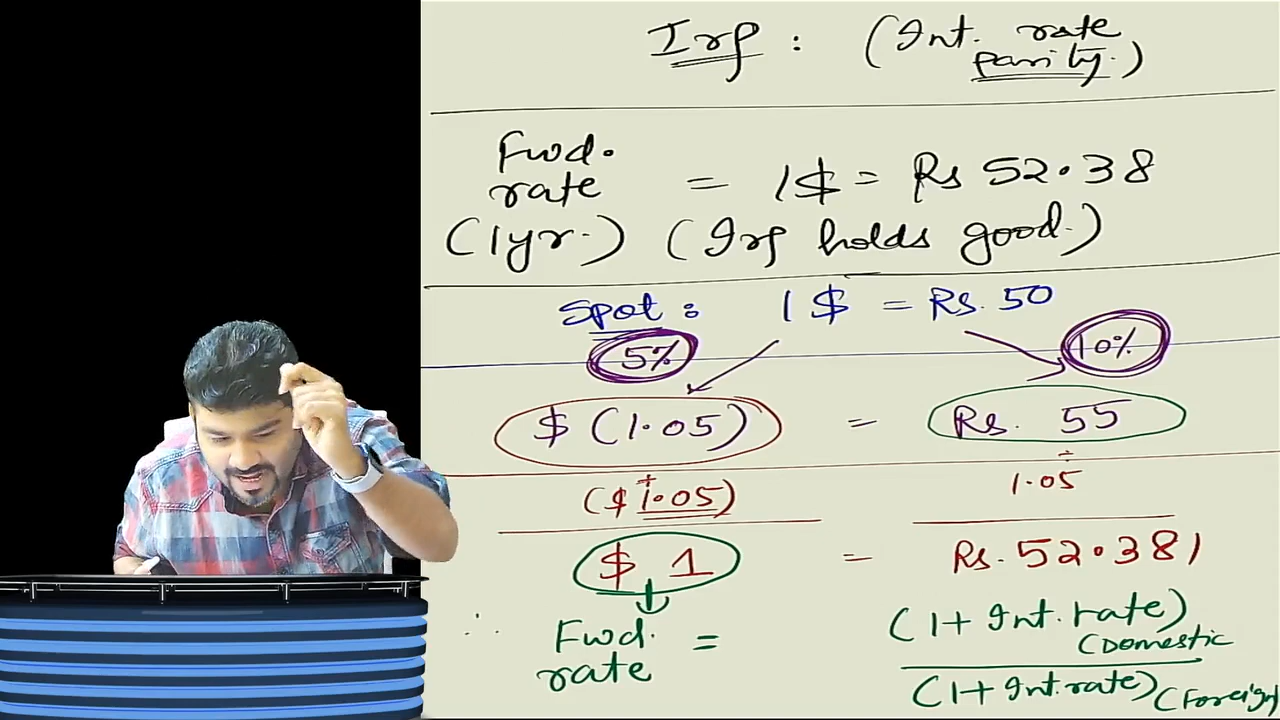 Irp : (Int. rate
parity.)
Fwd.
rate = 1$ = Rs 52.38
(1yr.) (Irp holds good.)
Spot : 1 $ = Rs. 50
5% 10%
$ (1.05) = Rs. 55
÷ ÷
($ 1.05) 1.05
$ 1 = Rs. 52.381
∴ Fwd. rate = (1+ Int. rate) (Domestic
(1+ Int. rate) (Foreign)